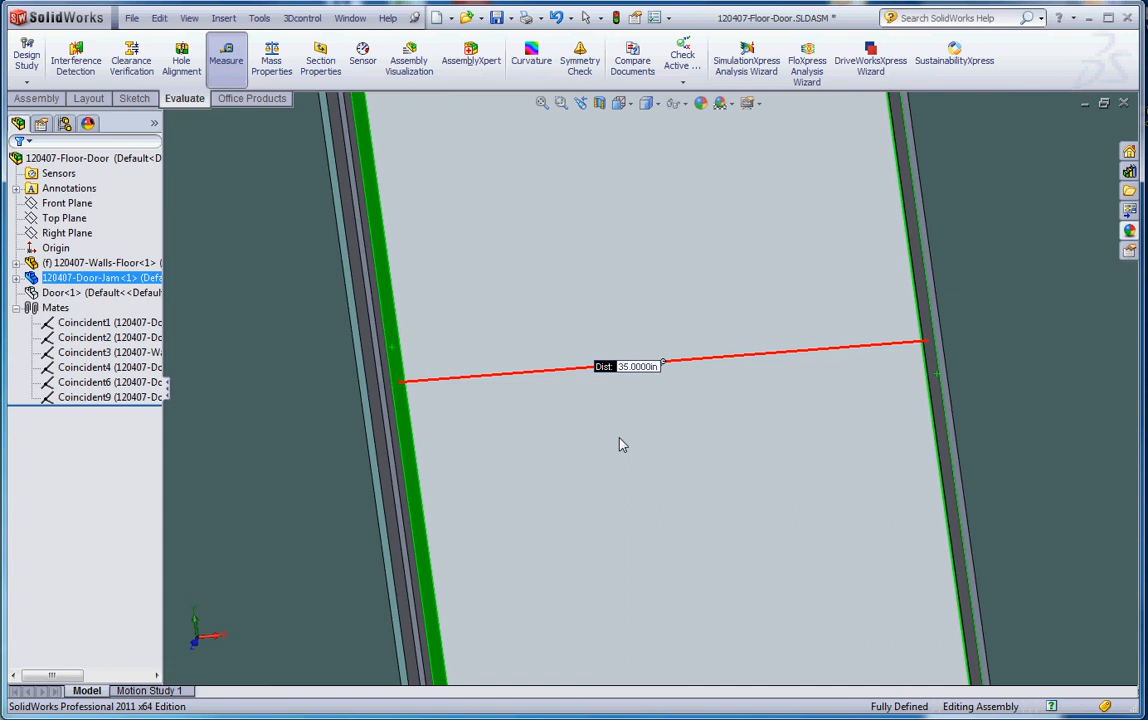 SolidWorks File Edit View Insert Tools 3Dcontrol Window Help 120407-Floor-Door.SLDASM * Search SolidWorks Help
Design Study
Interference Detection
Clearance Verification
Hole Alignment
Measure
Mass Properties
Section Properties
Sensor
Assembly Visualization
AssemblyXpert
Curvature
Symmetry Check
Compare Documents
Check Active ...
SimulationXpress Analysis Wizard
FloXpress Analysis Wizard
DriveWorksXpress Wizard
SustainabilityXpress
Assembly Layout Sketch Evaluate Office Products
120407-Floor-Door (Default<D
Sensors
Annotations
Front Plane
Top Plane
Right Plane
Origin
(f) 120407-Walls-Floor<1> (
120407-Door-Jam<1> (Defa
Door<1> (Default<<Defaul
Mates
Coincident1 (120407-Dc
Coincident2 (120407-Dc
Coincident3 (120407-Wa
Coincident4 (120407-Dc
Coincident6 (120407-Dc
Coincident9 (120407-Dc
Dist: 35.0000in
Model Motion Study 1
SolidWorks Professional 2011 x64 Edition Fully Defined Editing Assembly